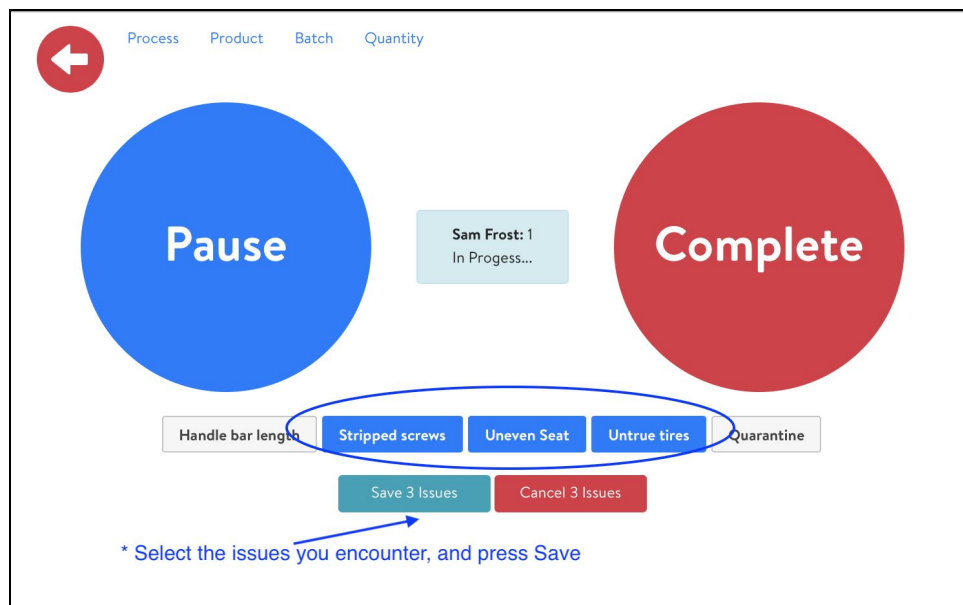 Process Product Batch Quantity
Pause
Sam Frost: 1
In Progess...
Complete
Handle bar length Stripped screws Uneven Seat Untrue tires Quarantine
Save 3 Issues Cancel 3 Issues
* Select the issues you encounter, and press Save